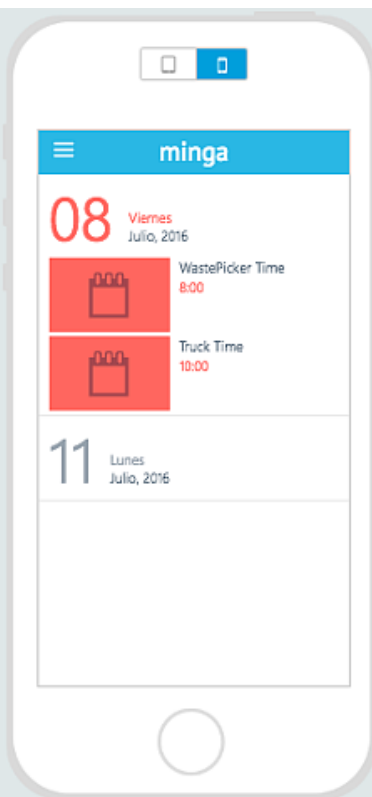 minga
08
Viernes
Julio, 2016
WastePicker Time
8:00
Truck Time
10:00
11
Lunes
Julio, 2016